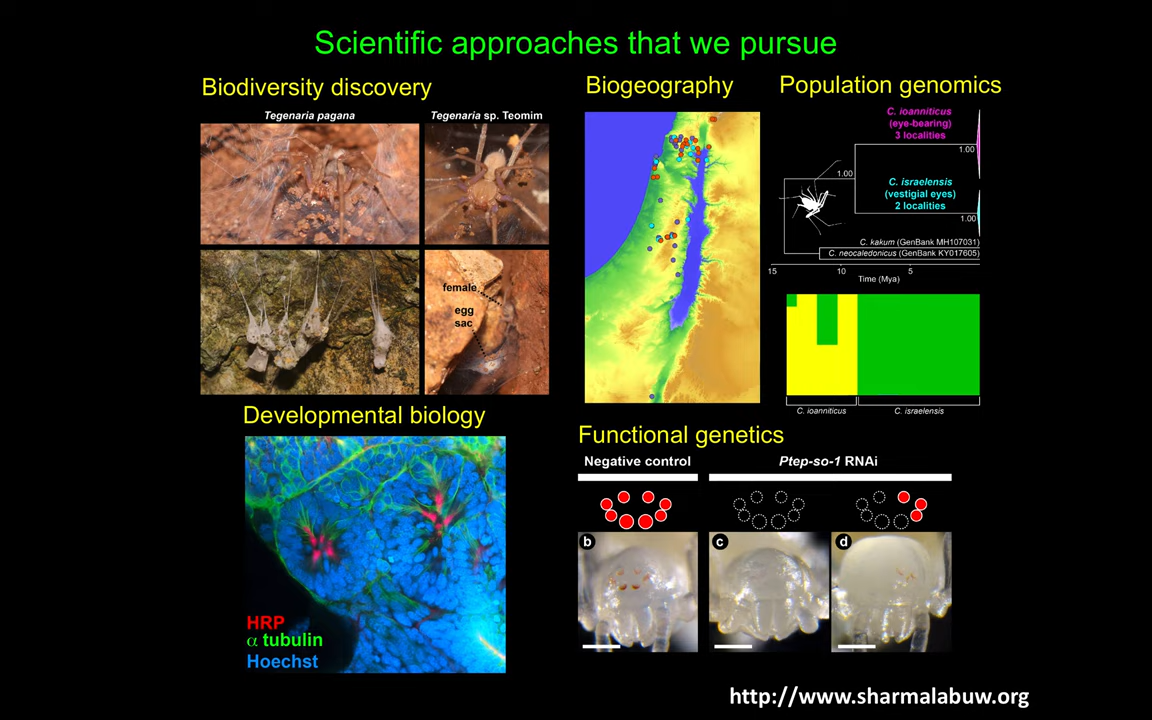 Scientific approaches that we pursue
Biodiversity discovery
Tegenaria pagana
Tegenaria sp. Teomim
female
egg
sac
Biogeography
Population genomics
C. ioanniticus
(eye-bearing)
3 localities
1.00
1.00
C. israelensis
(vestigial eyes)
2 localities
1.00
C. kakum (GenBank MH107031)
C. neocaledonicus (GenBank KY017605)
15 10 5
Time (Mya)
C. ioanniticus
C. israelensis
Developmental biology
HRP
α tubulin
Hoechst
Functional genetics
Negative control
Ptep-so-1 RNAi
b
c
d
http://www.sharmalabuw.org